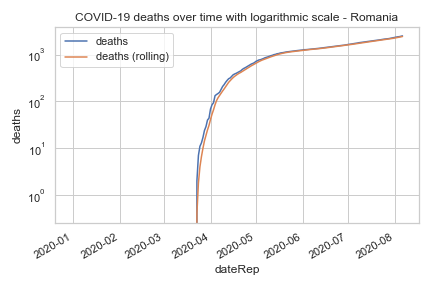 COVID-19 deaths over time with logarithmic scale - Romania
deaths
deaths (rolling)
10³
10²
10¹
10⁰
deaths
2020-01
2020-02
2020-03
2020-04
2020-05
2020-06
2020-07
2020-08
dateRep